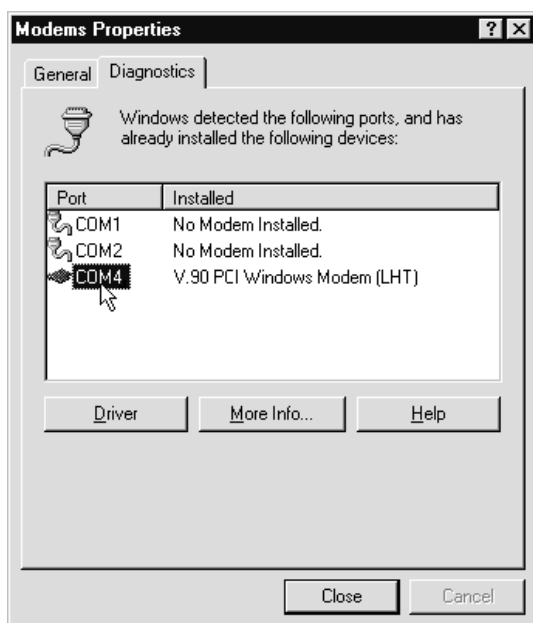 Modems Properties
General Diagnostics
Windows detected the following ports, and has
already installed the following devices:
Port Installed
COM1 No Modem Installed.
COM2 No Modem Installed.
COM4 V.90 PCI Windows Modem (LHT)
Driver More Info... Help
Close Cancel